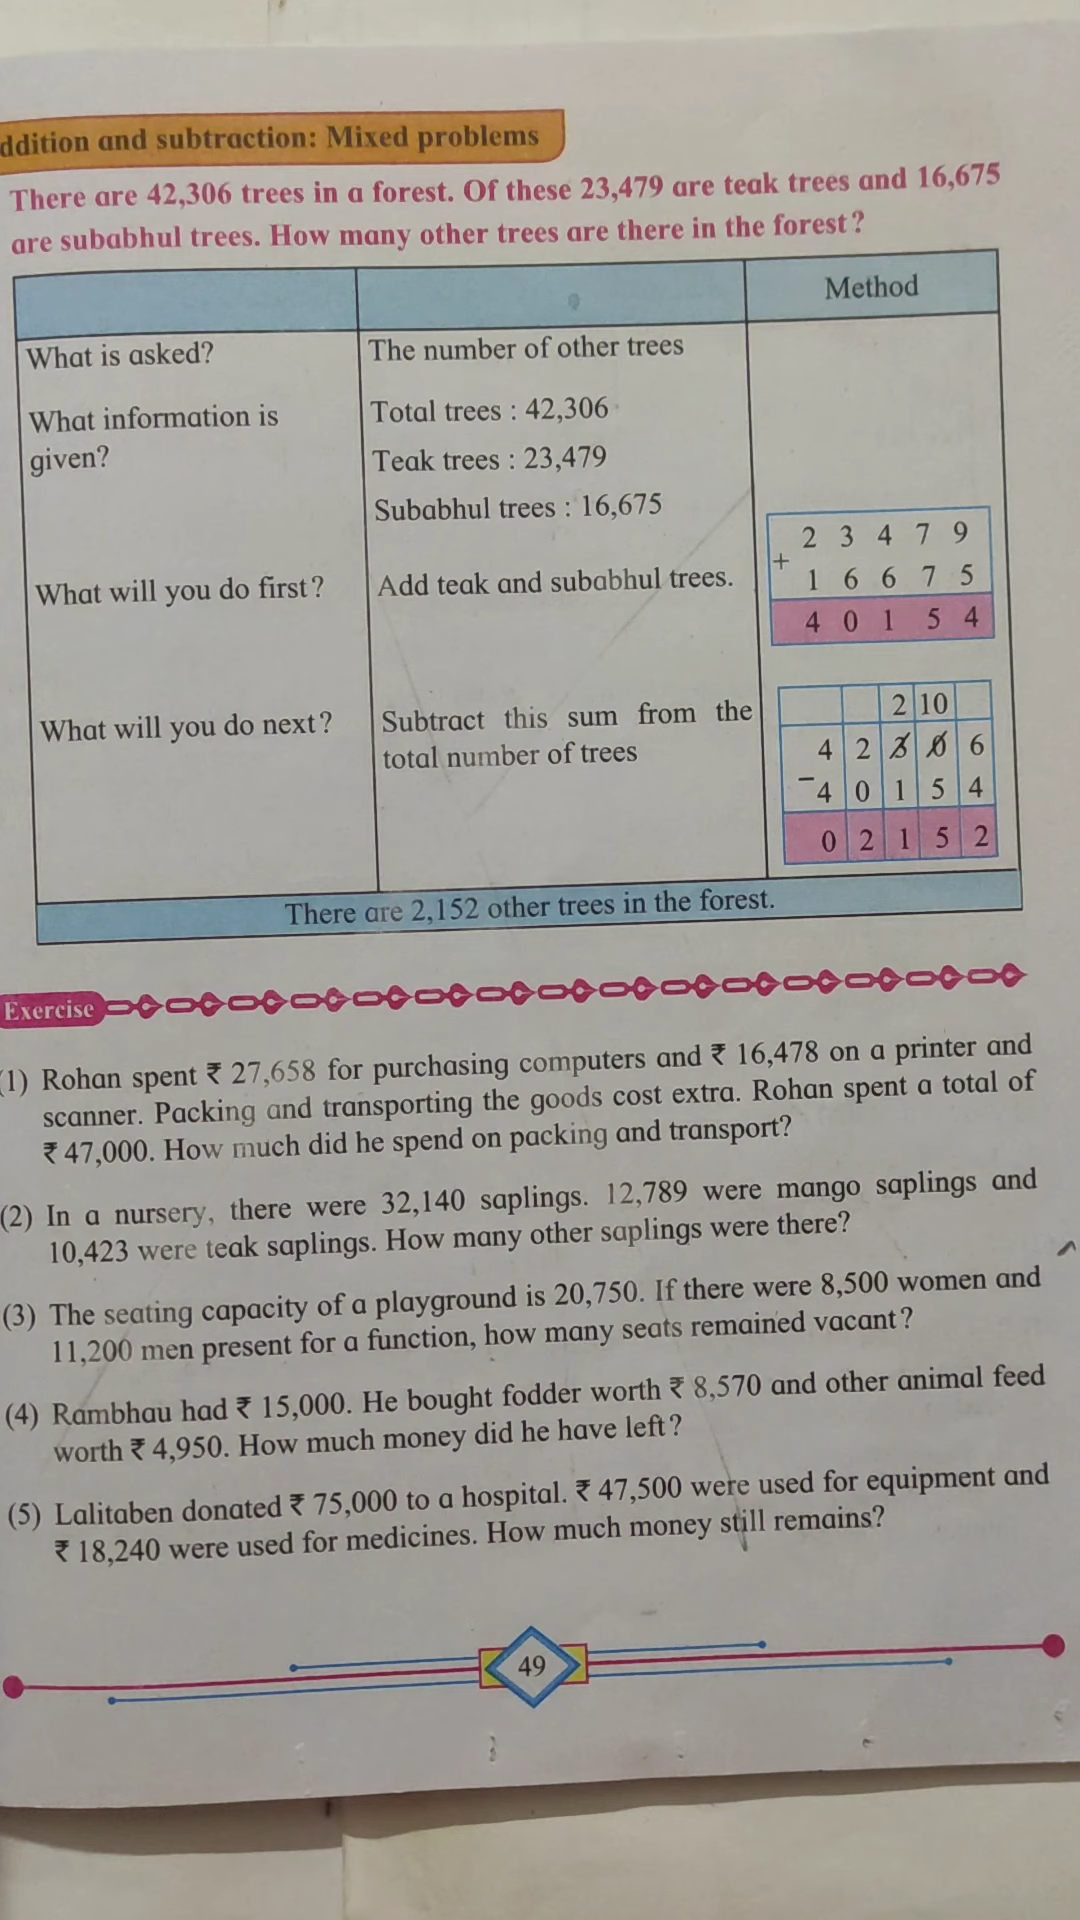 ddition and subtraction: Mixed problems
There are 42,306 trees in a forest. Of these 23,479 are teak trees and 16,675
are subabhul trees. How many other trees are there in the forest?
Method
What is asked? The number of other trees
What information is given? Total trees : 42,306
Teak trees : 23,479
Subabhul trees : 16,675
2 3 4 7 9
+
What will you do first? Add teak and subabhul trees. 1 6 6 7 5
4 0 1 5 4
2 10
What will you do next? Subtract this sum from the total number of trees
4 2 3 0 6
- 4 0 1 5 4
0 2 1 5 2
There are 2,152 other trees in the forest.
Exercise
(1) Rohan spent ₹ 27,658 for purchasing computers and ₹ 16,478 on a printer and
scanner. Packing and transporting the goods cost extra. Rohan spent a total of
₹ 47,000. How much did he spend on packing and transport?
(2) In a nursery, there were 32,140 saplings. 12,789 were mango saplings and
10,423 were teak saplings. How many other saplings were there?
(3) The seating capacity of a playground is 20,750. If there were 8,500 women and
11,200 men present for a function, how many seats remained vacant?
(4) Rambhau had ₹ 15,000. He bought fodder worth ₹ 8,570 and other animal feed
worth ₹ 4,950. How much money did he have left?
(5) Lalitaben donated ₹ 75,000 to a hospital. ₹ 47,500 were used for equipment and
₹ 18,240 were used for medicines. How much money still remains?
49